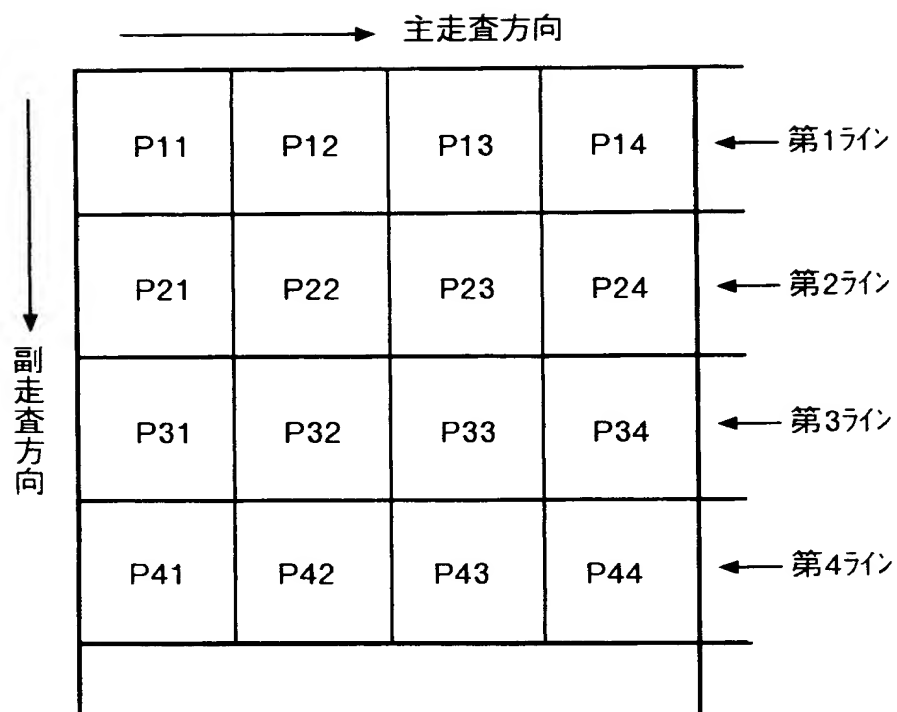 主走査方向
P11 P12 P13 P14 第1ライン
P21 P22 P23 P24 第2ライン
副走査方向
P31 P32 P33 P34 第3ライン
P41 P42 P43 P44 第4ライン